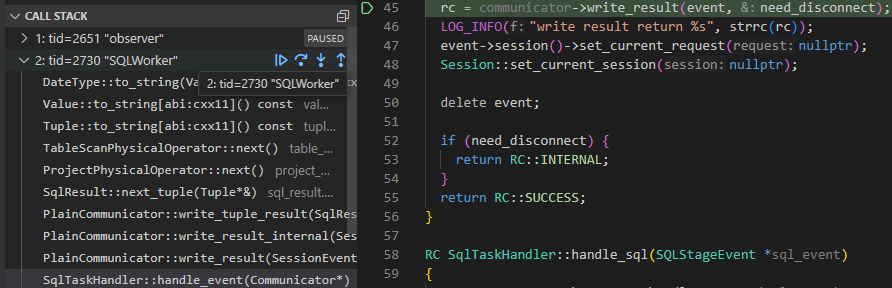 CALL STACK
1: tid=2651 "observer"
PAUSED
2: tid=2730 "SQLWorker"
2: tid=2730 "SQLWorker"
DateType::to_string(Va
Value::to_string[abi:cxx11]() const val...
Tuple::to_string[abi:cxx11]() const tupl...
TableScanPhysicalOperator::next() table_...
ProjectPhysicalOperator::next() project_...
SqlResult::next_tuple(Tuple*&) sql_result....
PlainCommunicator::write_tuple_result(SqlRes
PlainCommunicator::write_result_internal(Ses
PlainCommunicator::write_result(SessionEvent
SqlTaskHandler::handle_event(Communicator*)
45 rc = communicator->write_result(event, &:need_disconnect);
46 LOG_INFO(f:"write result return %s", strrc(rc));
47 event->session()->set_current_request(request:nullptr);
48 Session::set_current_session(session:nullptr);
49
50 delete event;
51
52 if (need_disconnect) {
53 return RC::INTERNAL;
54 }
55 return RC::SUCCESS;
56 }
57
58 RC SqlTaskHandler::handle_sql(SQLStageEvent *sql_event)
59 {